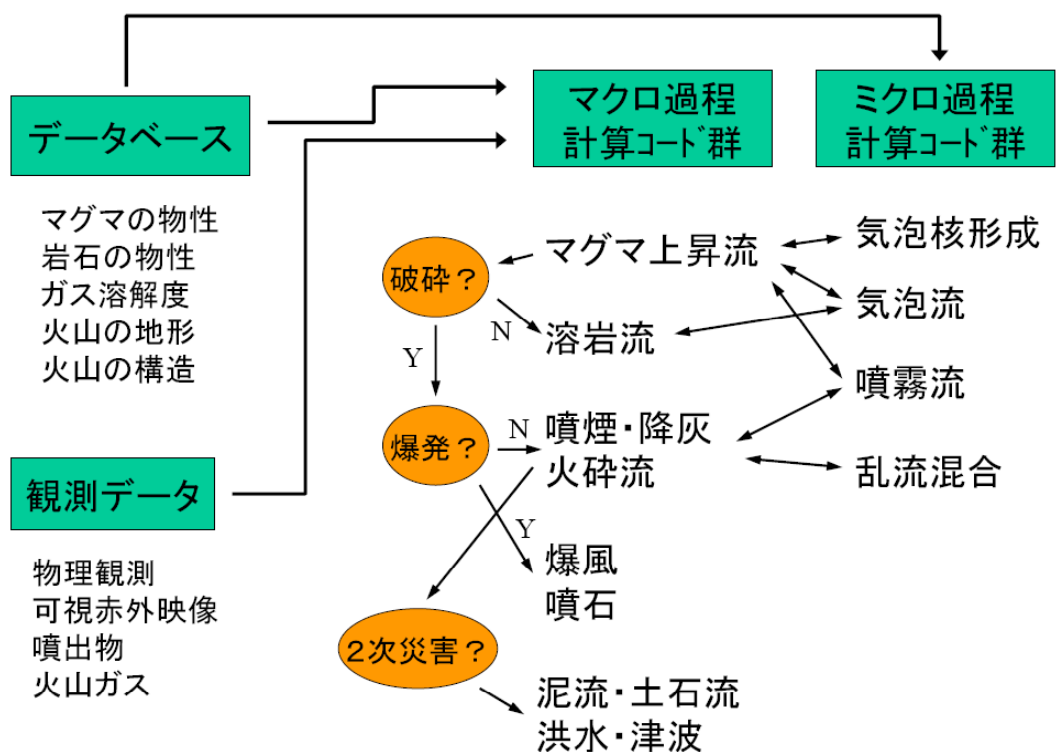 データベース
マクロ過程
計算コード群
ミクロ過程
計算コード群
マグマの物性
岩石の物性
ガス溶解度
火山の地形
火山の構造
観測データ
物理観測
可視赤外映像
噴出物
火山ガス
破砕?
マグマ上昇流
N
溶岩流
Y
爆発?
N
噴煙・降灰
火砕流
Y
爆風
噴石
2次災害?
泥流・土石流
洪水・津波
気泡核形成
気泡流
噴霧流
乱流混合